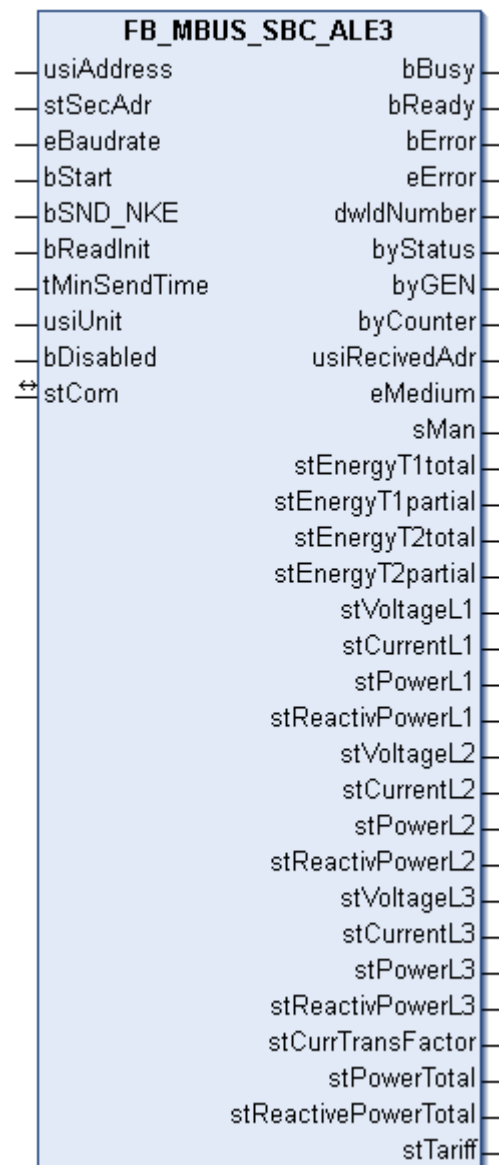 FB_MBUS_SBC_ALE3
usiAddress bBusy
stSecAdr bReady
eBaudrate bError
bStart eError
bSND_NKE dwIdNumber
bReadInit byStatus
tMinSendTime byGEN
usiUnit byCounter
bDisabled usiRecivedAdr
stCom eMedium
sMan
stEnergyT1total
stEnergyT1partial
stEnergyT2total
stEnergyT2partial
stVoltageL1
stCurrentL1
stPowerL1
stReactivPowerL1
stVoltageL2
stCurrentL2
stPowerL2
stReactivPowerL2
stVoltageL3
stCurrentL3
stPowerL3
stReactivPowerL3
stCurrTransFactor
stPowerTotal
stReactivePowerTotal
stTariff